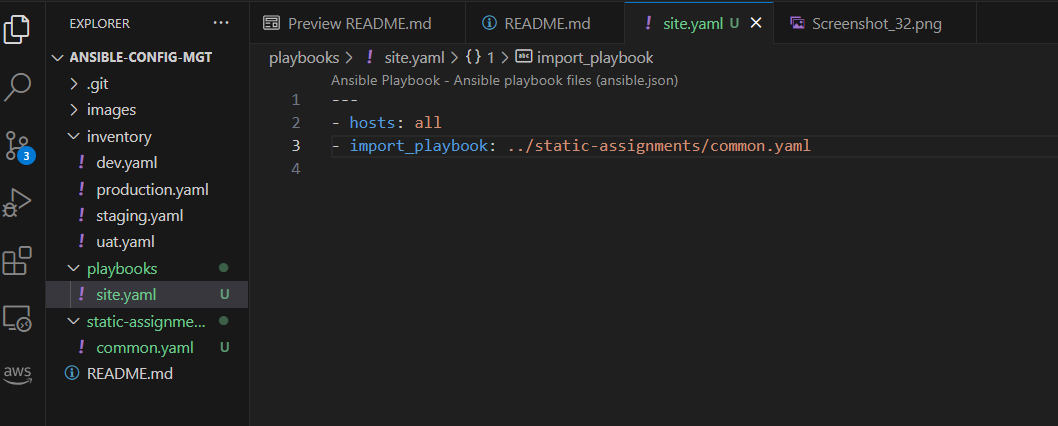 EXPLORER ...
ANSIBLE-CONFIG-MGT
.git
images
inventory
! dev.yaml
! production.yaml
! staging.yaml
! uat.yaml
playbooks
! site.yaml U
static-assignme...
! common.yaml U
README.md
3
aws
Preview README.md
README.md
! site.yaml U
Screenshot_32.png
playbooks > ! site.yaml > {} 1 > abc import_playbook
Ansible Playbook - Ansible playbook files (ansible.json)
1 ---
2 - hosts: all
3 - import_playbook: ../static-assignments/common.yaml
4